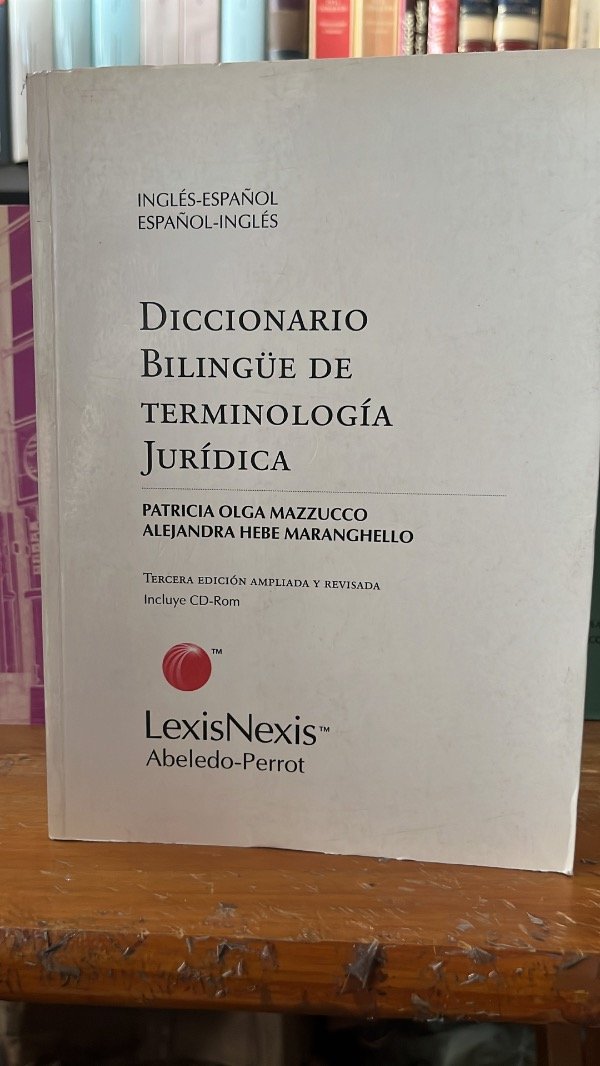 INGLÉS-ESPAÑOL
ESPAÑOL-INGLÉS
DICCIONARIO
BILINGÜE DE
TERMINOLOGÍA
JURÍDICA
PATRICIA OLGA MAZZUCCO
ALEJANDRA HEBE MARANGHELLO
TERCERA EDICIÓN AMPLIADA Y REVISADA
Incluye CD-Rom
™
LexisNexis™
Abeledo-Perrot